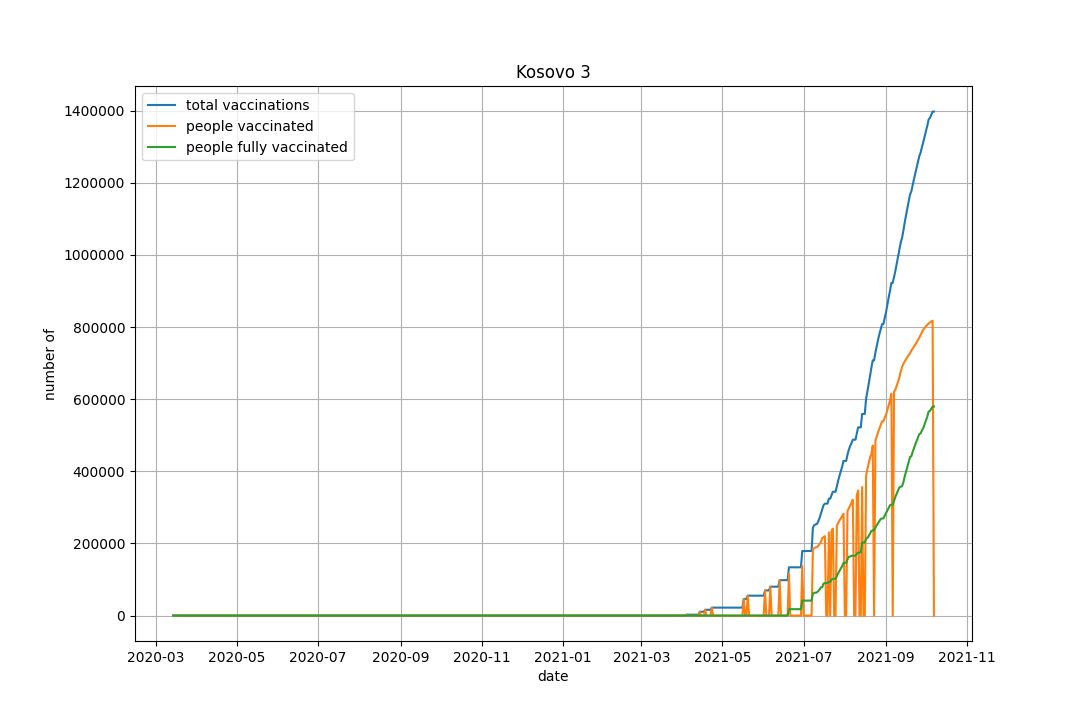 Kosovo 3
total vaccinations
people vaccinated
people fully vaccinated
1400000
1200000
1000000
800000
600000
400000
200000
0
number of
2020-03 2020-05 2020-07 2020-09 2020-11 2021-01 2021-03 2021-05 2021-07 2021-09 2021-11
date